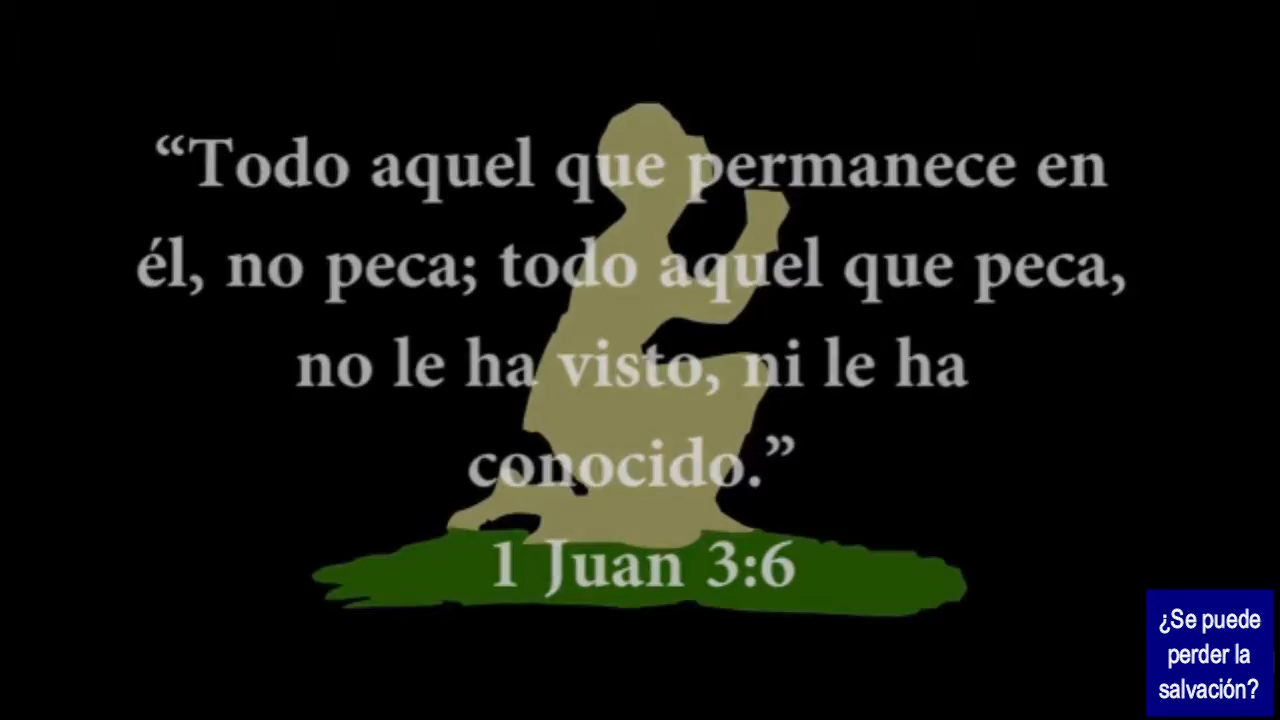 “Todo aquel que permanece en
él, no peca; todo aquel que peca,
no le ha visto, ni le ha
conocido.”
1 Juan 3:6
¿Se puede
perder la
salvación?